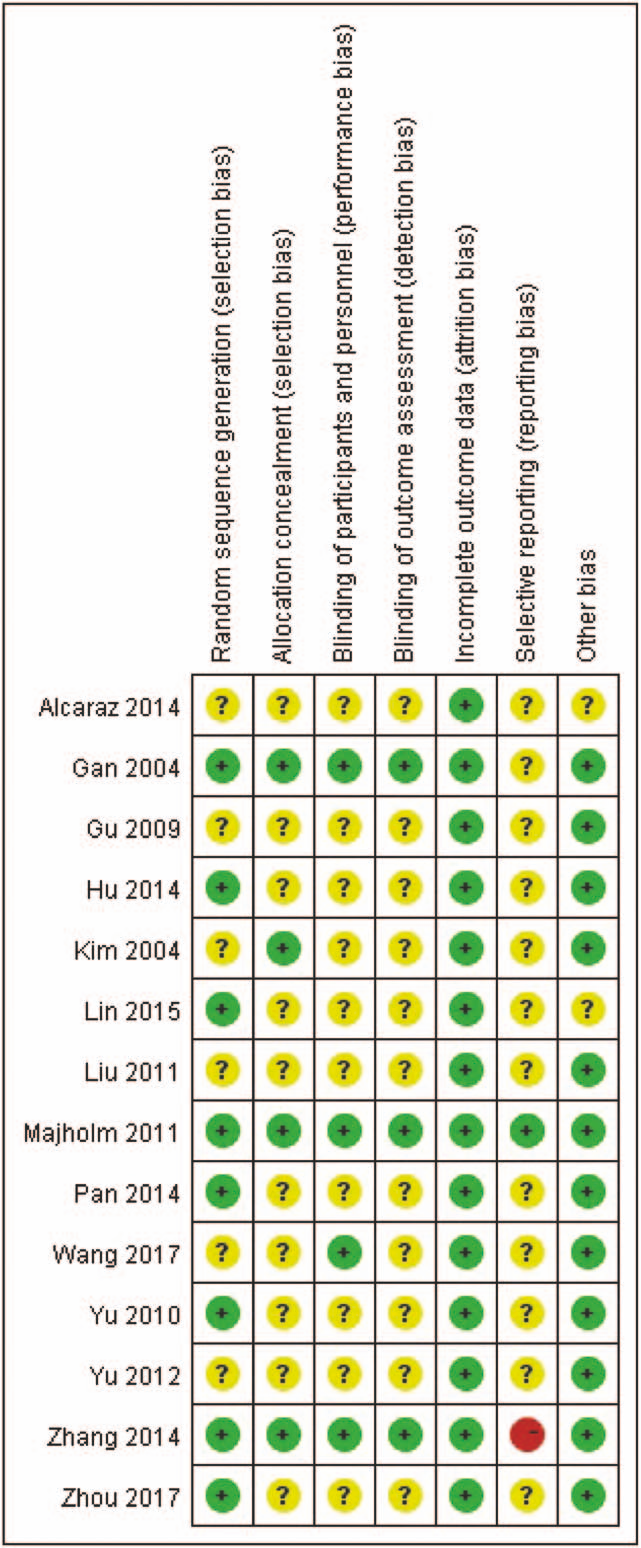 Random sequence generation (selection bias)
Allocation concealment (selection bias)
Blinding of participants and personnel (performance bias)
Blinding of outcome assessment (detection bias)
Incomplete outcome data (attrition bias)
Selective reporting (reporting bias)
Other bias
Alcaraz 2014 ? ? ? ? + ? ?
Gan 2004 + + + + + ? +
Gu 2009 ? ? ? ? + ? +
Hu 2014 + ? ? ? + ? +
Kim 2004 ? + ? ? + ? +
Lin 2015 + ? ? ? + ? ?
Liu 2011 ? ? ? ? + ? +
Majholm 2011 + + + + + + +
Pan 2014 + ? ? ? + ? +
Wang 2017 ? ? + ? + ? +
Yu 2010 + ? ? ? + ? +
Yu 2012 ? ? ? ? + ? +
Zhang 2014 + + + + + - +
Zhou 2017 + ? ? ? + ? +